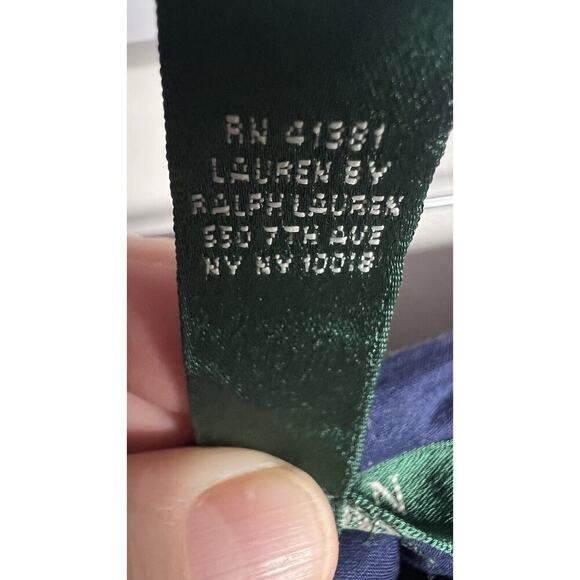 RN 41381
LAUREN BY
RALPH LAUREN
550 7TH AVE
NY NY 10018
N